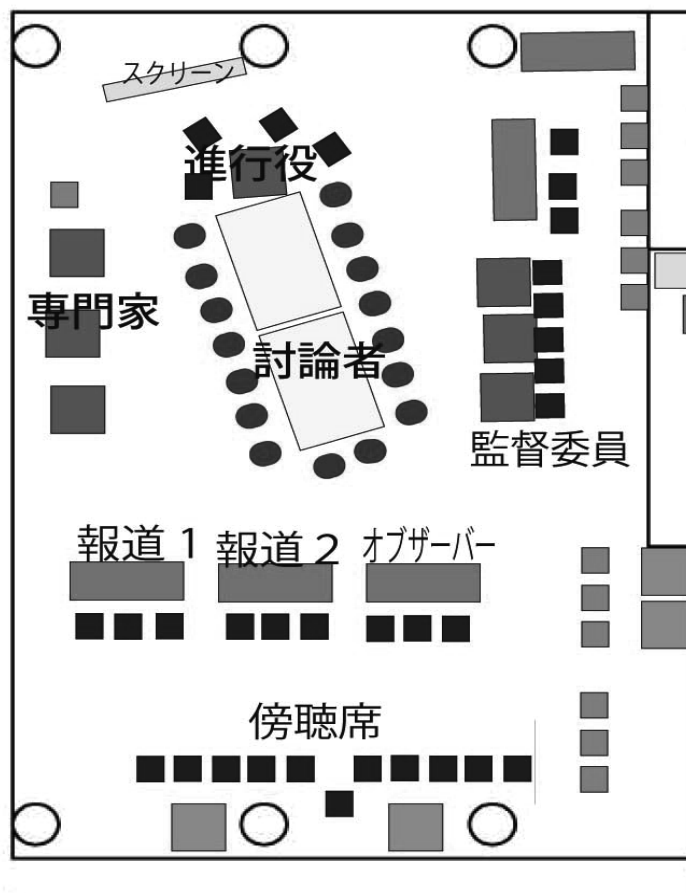 スクリーン
進行役
専門家
討論者
監督委員
報道１
報道２
オブザーバー
傍聴席